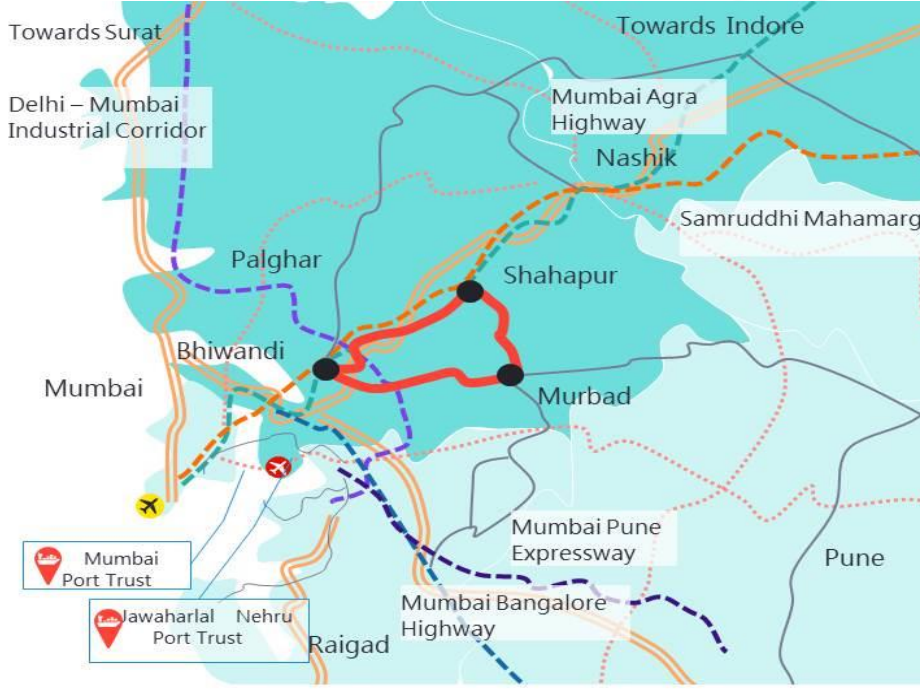 Towards Surat
Towards Indore
Delhi – Mumbai
Industrial Corridor
Mumbai Agra
Highway
Nashik
Samruddhi Mahamarg
Palghar
Shahapur
Bhiwandi
Mumbai
Murbad
Mumbai Pune
Expressway
Pune
Mumbai
Port Trust
Mumbai Bangalore
Highway
Jawaharlal Nehru
Port Trust
Raigad